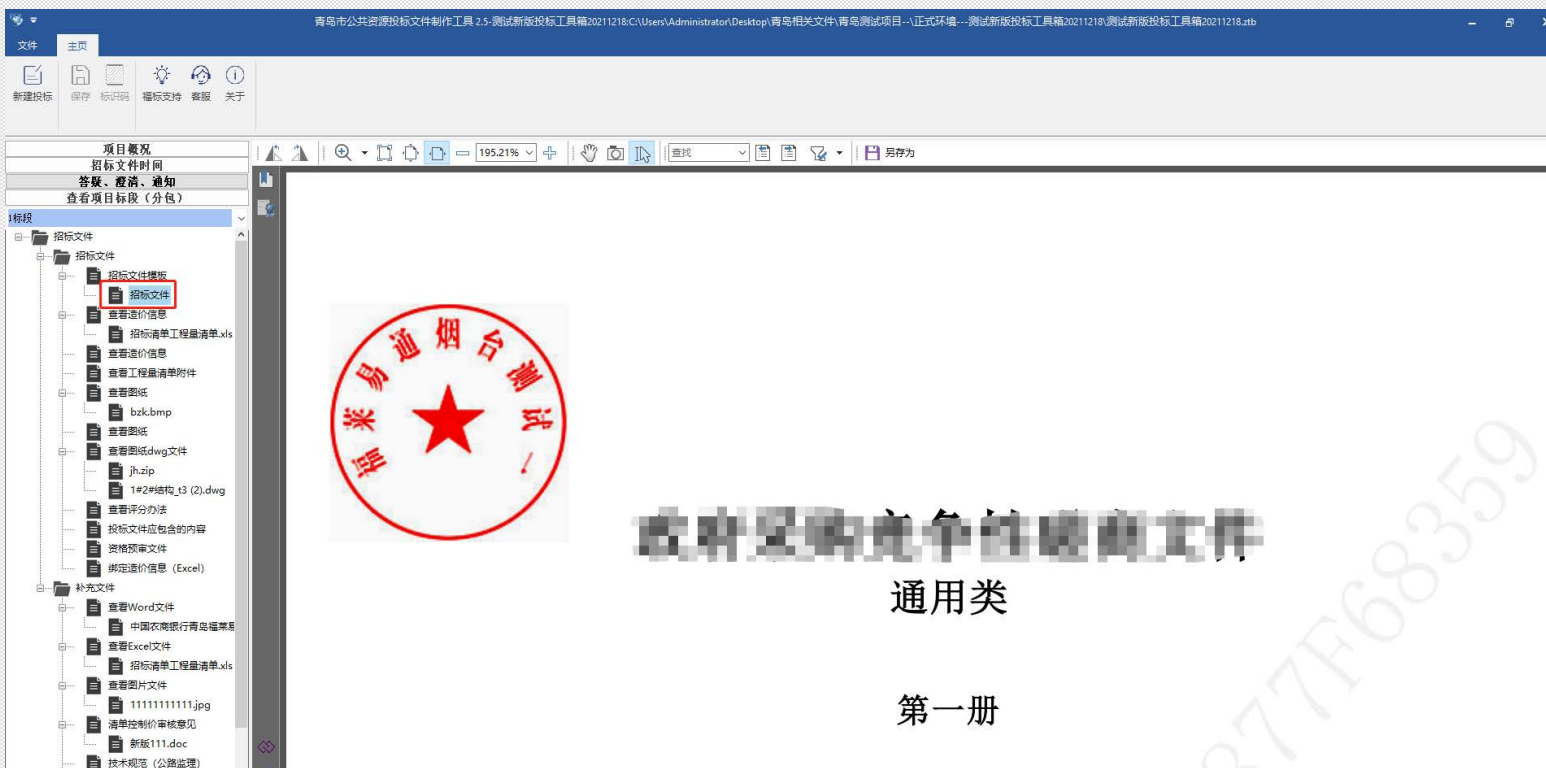 青岛市公共资源投标文件制作工具 2.5-测试新版投标工具箱20211218:C:\Users\Administrator\Desktop\青岛相关文件\青岛测试项目--\正式环境---测试新版投标工具箱20211218\测试新版投标工具箱20211218.ztb
文件 主页
新建投标 保存 标识码 福标支持 客服 关于
项目概况
招标文件时间
答疑、澄清、通知
查看项目标段（分包）
195.21% 查找 另存为
1标段
招标文件
招标文件
招标文件模板
招标文件
查看造价信息
招标清单工程量清单.xls
查看造价信息
查看工程量清单附件
查看图纸
bzk.bmp
查看图纸
查看图纸dwg文件
jh.zip
1#2#结构_t3 (2).dwg
查看评分办法
投标文件应包含的内容
资格预审文件
绑定造价信息（Excel）
补充文件
查看Word文件
中国农商银行青岛福莱易
查看Excel文件
招标清单工程量清单.xls
查看图片文件
11111111111.jpg
清单控制价审核意见
新版111.doc
技术规范（公路监理）
福莱易通烟台测试一
通用类
第一册
377F68359